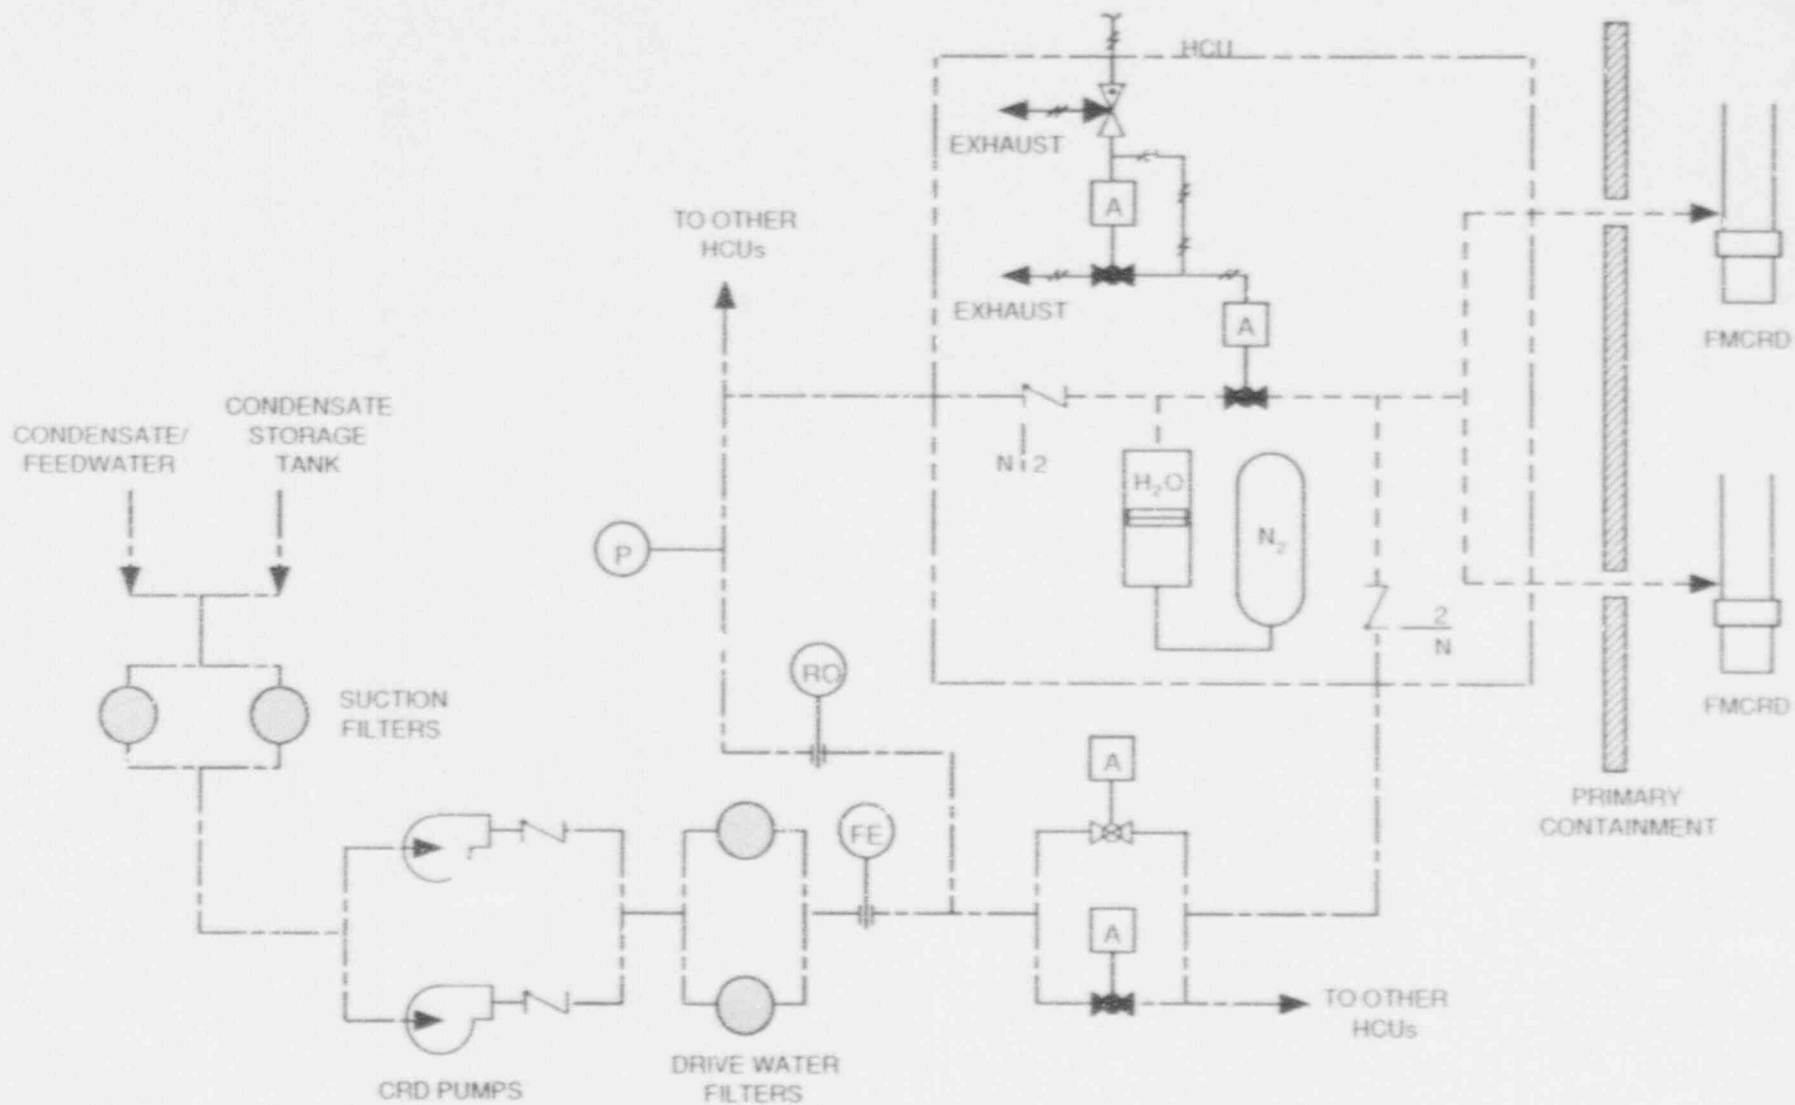 HCU
EXHAUST
A
TO OTHER
HCUs
EXHAUST
A
FMCRD
CONDENSATE/
FEEDWATER
CONDENSATE
STORAGE
TANK
N 2
H₂O
N₂
P
2
N
RO
SUCTION
FILTERS
FMCRD
A
PRIMARY
CONTAINMENT
FE
A
TO OTHER
HCUs
DRIVE WATER
FILTERS
CRD PUMPS